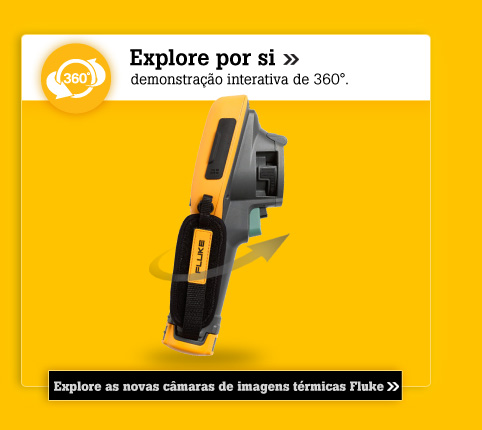 360°
Explore por si »
demonstração interativa de 360°.
FLUKE
Explore as novas câmaras de imagens térmicas Fluke »